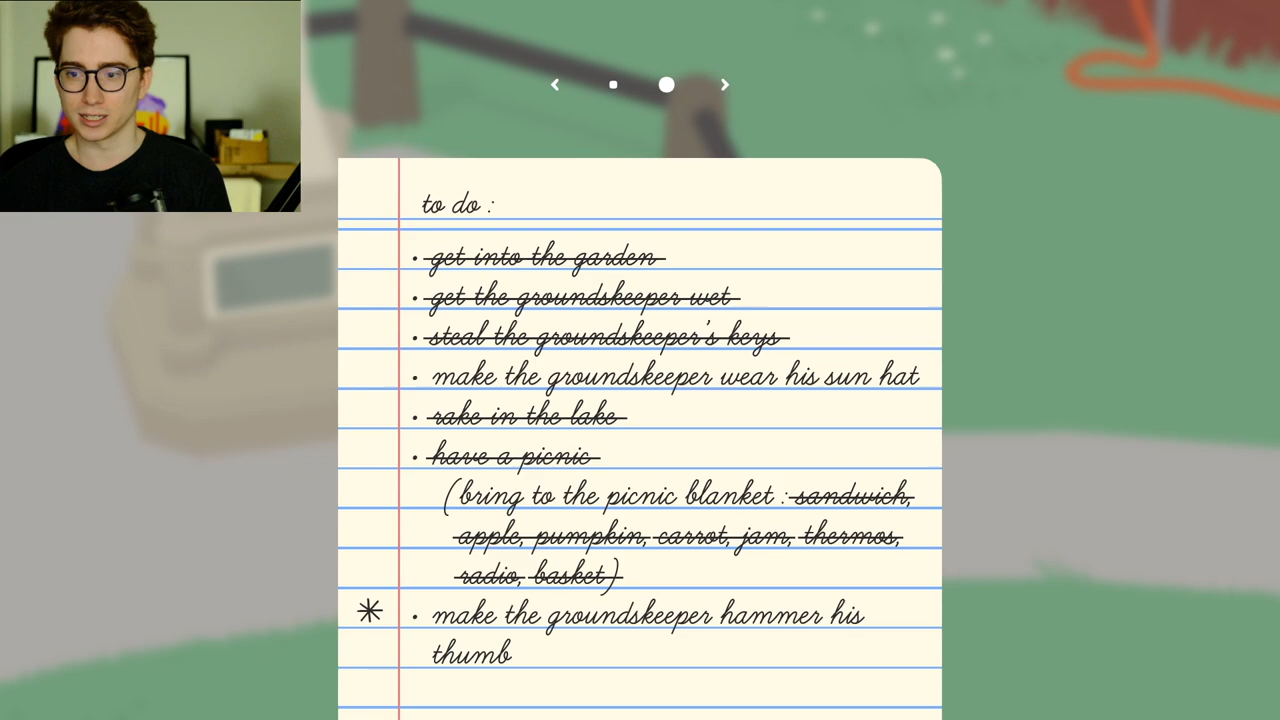 to do :
• get into the garden
• get the groundskeeper wet
• steal the groundskeeper's keys
• make the groundskeeper wear his sun hat
• rake in the lake
• have a picnic
(bring to the picnic blanket : sandwich,
apple, pumpkin, carrot, jam, thermos,
radio, basket)
• make the groundskeeper hammer his
thumb